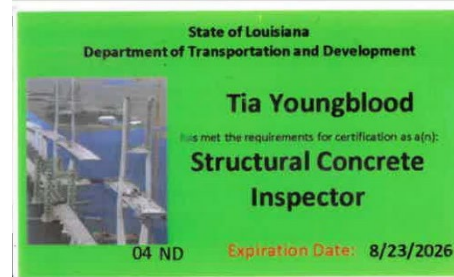 State of Louisiana
Department of Transportation and Development
Tia Youngblood
has met the requirements for certification as a(n):
Structural Concrete
Inspector
04 ND
Expiration Date: 8/23/2026